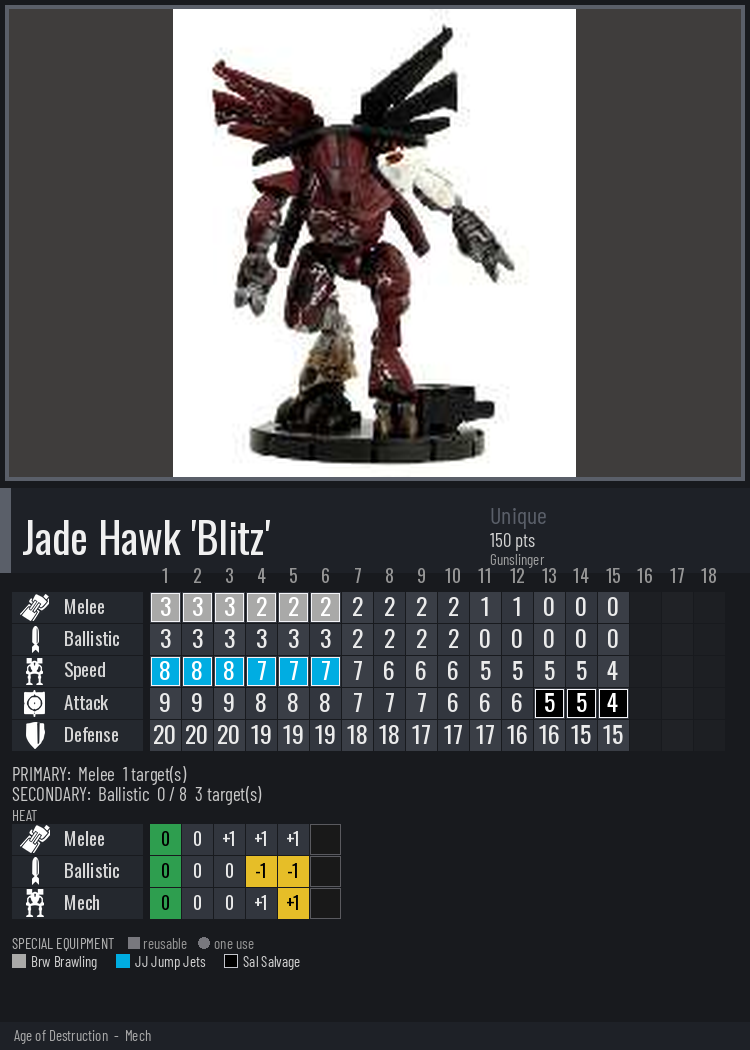 Jade Hawk 'Blitz'
Unique
150 pts
Gunslinger
1 2 3 4 5 6 7 8 9 10 11 12 13 14 15 16 17 18
Melee 3 3 3 2 2 2 2 2 2 2 1 1 0 0 0
Ballistic 3 3 3 3 3 3 2 2 2 2 0 0 0 0 0
Speed 8 8 8 7 7 7 7 6 6 6 5 5 5 5 4
Attack 9 9 9 8 8 8 7 7 7 6 6 6 5 5 4
Defense 20 20 20 19 19 19 18 18 17 17 17 16 16 15 15
PRIMARY: Melee 1 target(s)
SECONDARY: Ballistic 0 / 8 3 target(s)
HEAT
Melee 0 0 +1 +1 +1
Ballistic 0 0 0 -1 -1
Mech 0 0 0 +1 +1
SPECIAL EQUIPMENT reusable one use
Brw Brawling JJ Jump Jets Sal Salvage
Age of Destruction - Mech